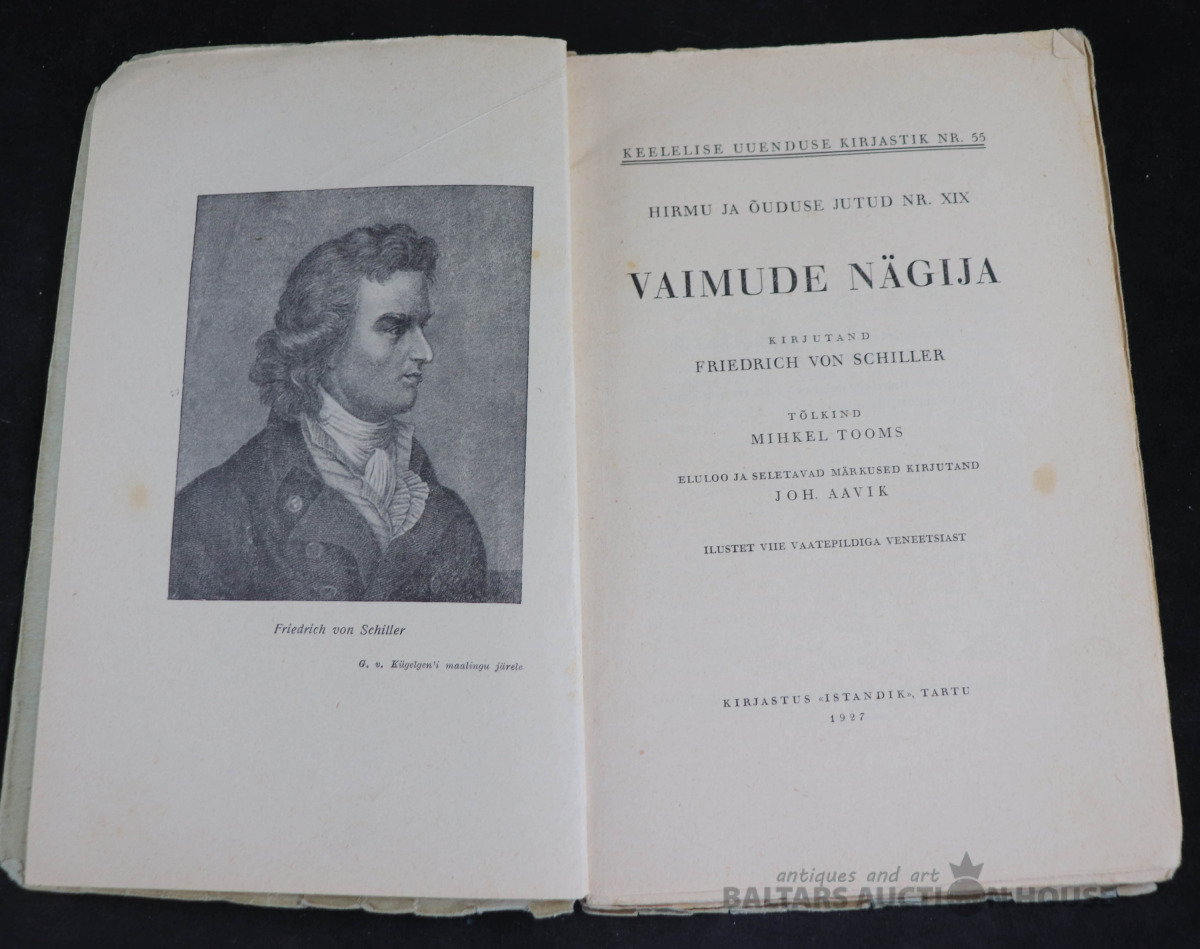 Friedrich von Schiller
G. v. Kügelgen'i maalingu järele
KEELELISE UUENDUSE KIRJASTIK NR. 55
HIRMU JA ÕUDUSE JUTUD NR. XIX
VAIMUDE NÄGIJA
KIRJUTAND
FRIEDRICH VON SCHILLER
TÕLKIND
MIHKEL TOOMS
ELULOO JA SELETAVAD MÄRKUSED KIRJUTAND
JOH. AAVIK
ILUSTET VIIE VAATEPILDIGA VENEETSIAST
KIRJASTUS «ISTANDIK», TARTU
1927
antiques and art
BALTARS AUCTION HOUSE